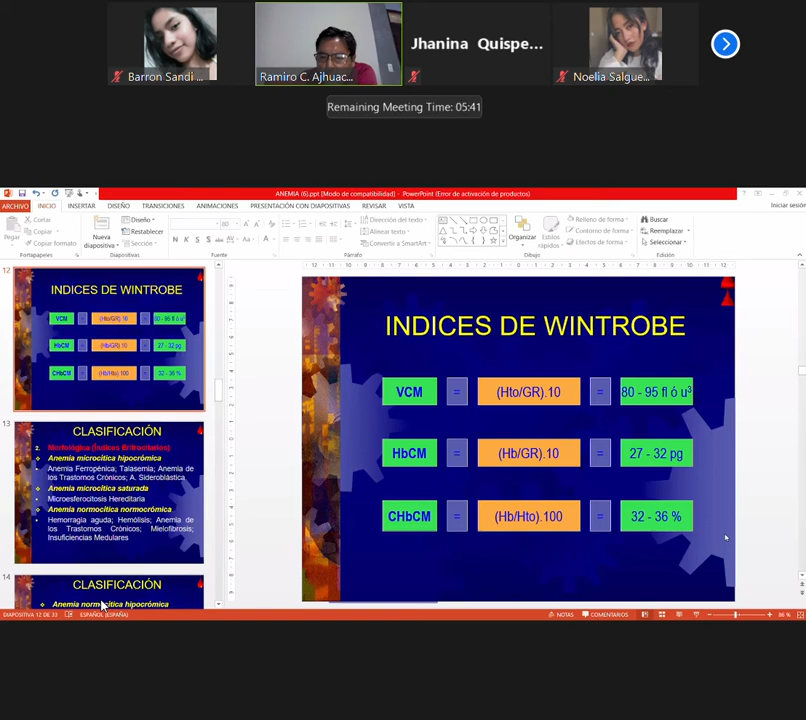 Barron Sandi ...
Ramiro C. Ajhuac...
Jhanina Quispe...
Noelia Salgue...
Remaining Meeting Time: 05:41
ANEMIA (6).ppt [Modo de compatibilidad] - PowerPoint (Error de activación de productos)
ARCHIVO INICIO INSERTAR DISEÑO TRANSICIONES ANIMACIONES PRESENTACIÓN CON DIAPOSITIVAS REVISAR VISTA Iniciar sesión
Pegar
Cortar
Copiar
Copiar formato
Portapapeles
Nueva diapositiva
Diseño
Restablecer
Sección
Diapositivas
N K S
Fuente
Dirección del texto
Alinear texto
Convertir a SmartArt
Párrafo
Organizar
Estilos rápidos
Relleno de forma
Contorno de forma
Efectos de forma
Dibujo
Buscar
Reemplazar
Seleccionar
Edición
12
INDICES DE WINTROBE
VCM = (Hto/GR).10 = 80 - 95 fl ó u³
HbCM = (Hb/GR).10 = 27 - 32 pg
CHbCM = (Hb/Hto).100 = 32 - 36 %
13
CLASIFICACIÓN
2. Morfológica (Índices Eritrocitarios)
Anemia microcítica hipocrómica
Anemia Ferropénica; Talasemia; Anemia de
los Trastornos Crónicos; A. Sideroblástica
Anemia microcítica saturada
Microesferocitosis Hereditaria
Anemia normocítica normocrómica
Hemorragia aguda; Hemólisis; Anemia de
los Trastornos Crónicos; Mielofibrosis;
Insuficiencias Medulares
14
CLASIFICACIÓN
Anemia normocítica hipocrómica
INDICES DE WINTROBE
VCM = (Hto/GR).10 = 80 - 95 fl ó u³
HbCM = (Hb/GR).10 = 27 - 32 pg
CHbCM = (Hb/Hto).100 = 32 - 36 %
DIAPOSITIVA 12 DE 33 ESPAÑOL (ESPAÑA) NOTAS COMENTARIOS 86 %